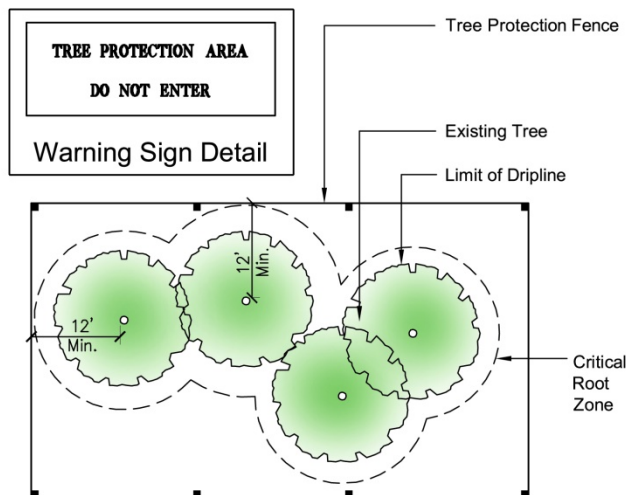 TREE PROTECTION AREA
DO NOT ENTER
Warning Sign Detail
Tree Protection Fence
Existing Tree
Limit of Dripline
12'
Min.
12'
Min.
Critical
Root
Zone